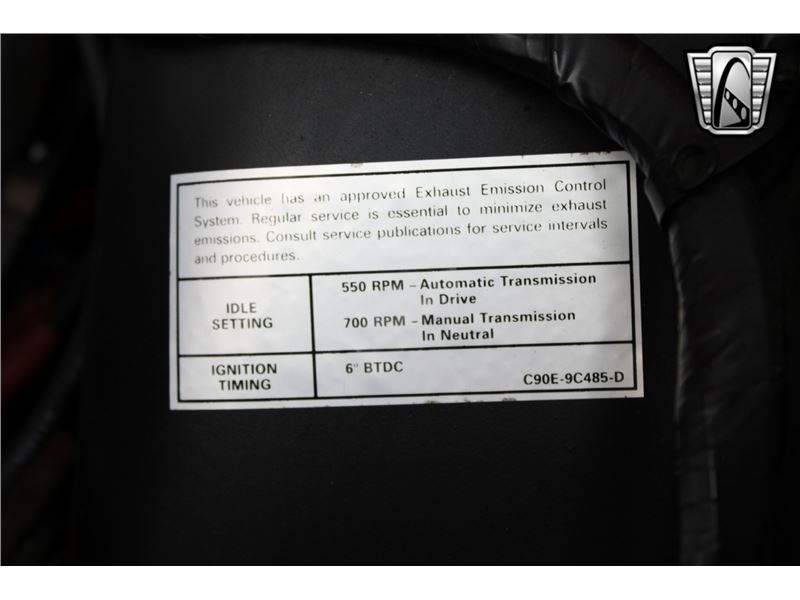 This vehicle has an approved Exhaust Emission Control
System. Regular service is essential to minimize exhaust
emissions. Consult service publications for service intervals
and procedures.
IDLE
SETTING
550 RPM – Automatic Transmission
In Drive
700 RPM – Manual Transmission
In Neutral
IGNITION
TIMING
6° BTDC
C90E-9C485-D